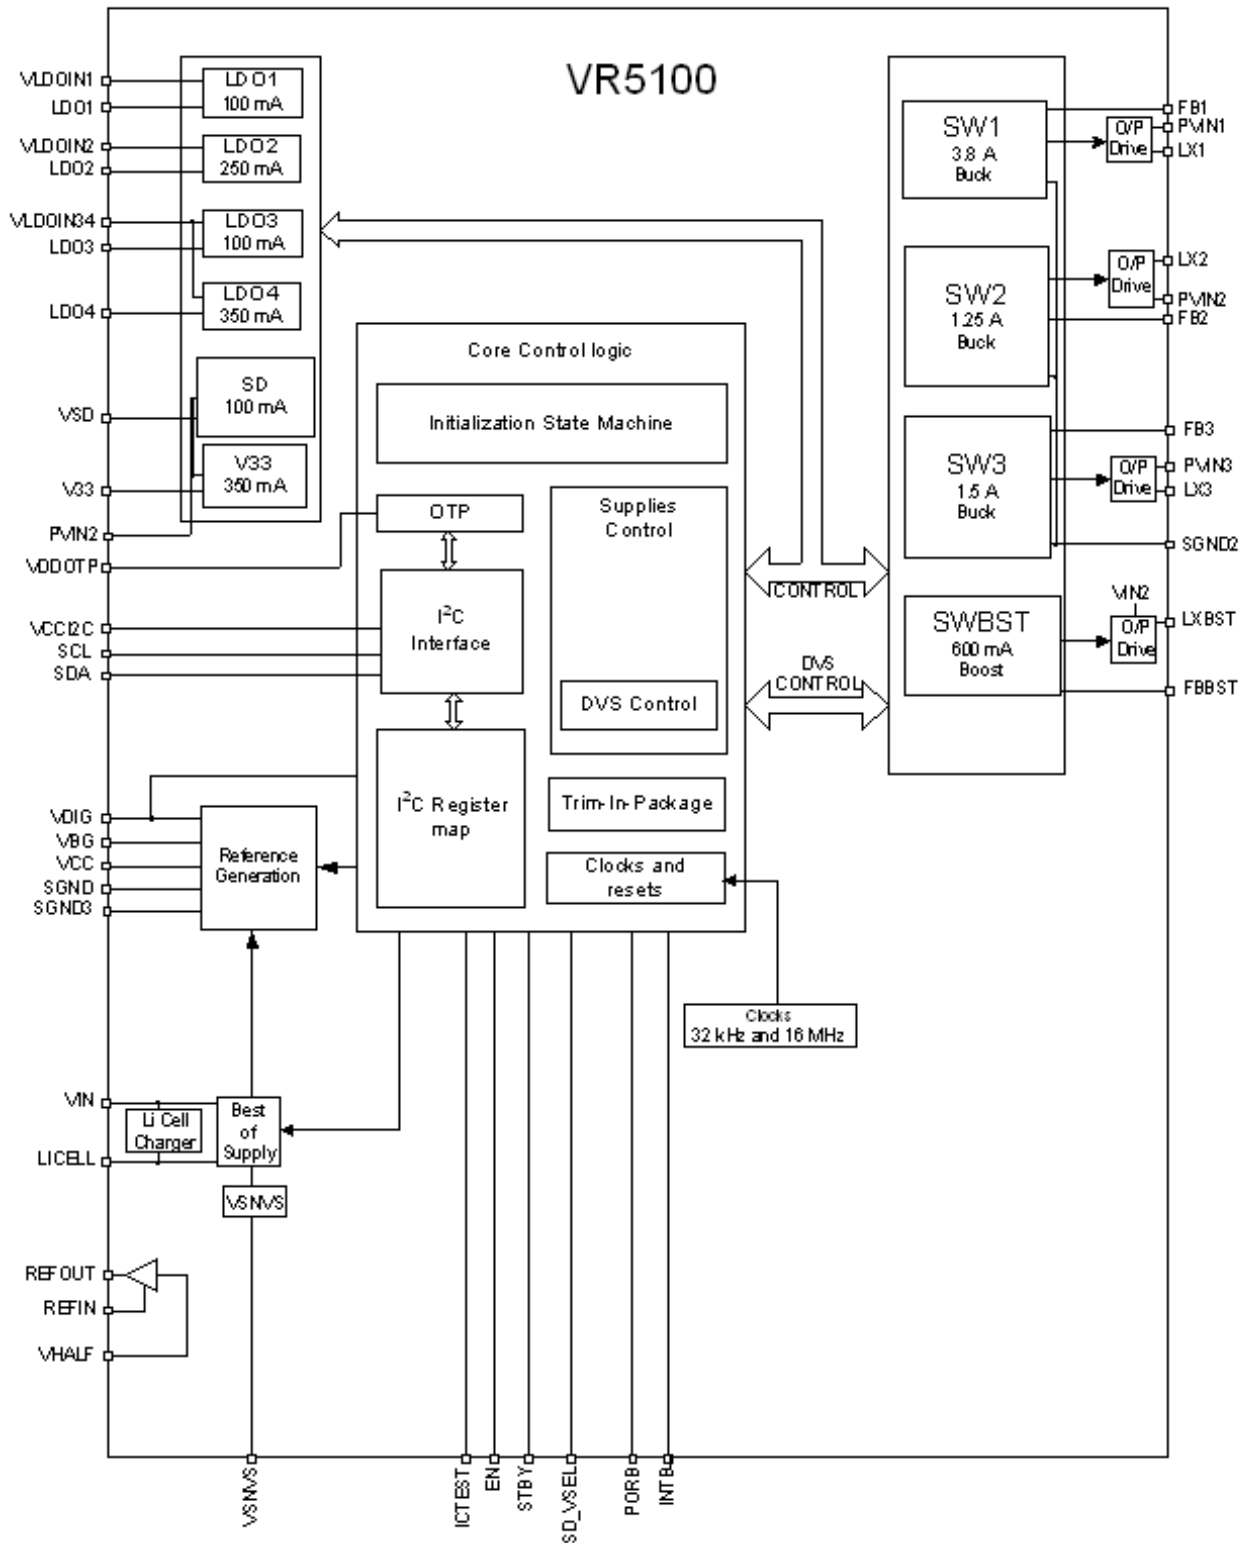 VR5100
VLDOIN1
LDO1
VLDOIN2
LDO2
VLDOIN34
LDO3
LDO4
VSD
V33
PVIN2
VDDOTP
VCCI2C
SCL
SDA
VDIG
VBG
VCC
SGND
SGND3
VIN
LICELL
REFOUT
REFIN
VHALF
LDO1
100 mA
LDO2
250 mA
LDO3
100 mA
LDO4
350 mA
SD
100 mA
V33
350 mA
Core Control logic
Initialization State Machine
OTP
I²C
Interface
I²C Register
map
Supplies
Control
DVS Control
Trim-In-Package
Clocks and
resets
Clocks
32 kHz and 16 MHz
Reference
Generation
Best
of
Supply
Li Cell
Charger
VSNVS
CONTROL
DVS
CONTROL
SW1
3.8 A
Buck
SW2
1.25 A
Buck
SW3
1.5 A
Buck
SWBST
600 mA
Boost
O/P
Drive
O/P
Drive
O/P
Drive
VIN2
O/P
Drive
FB1
PVIN1
LX1
LX2
PVIN2
FB2
FB3
PVIN3
LX3
SGND2
LXBST
FBBST
VSNVS
ICTEST
EN
STBY
SD_VSEL
PORB
INTB